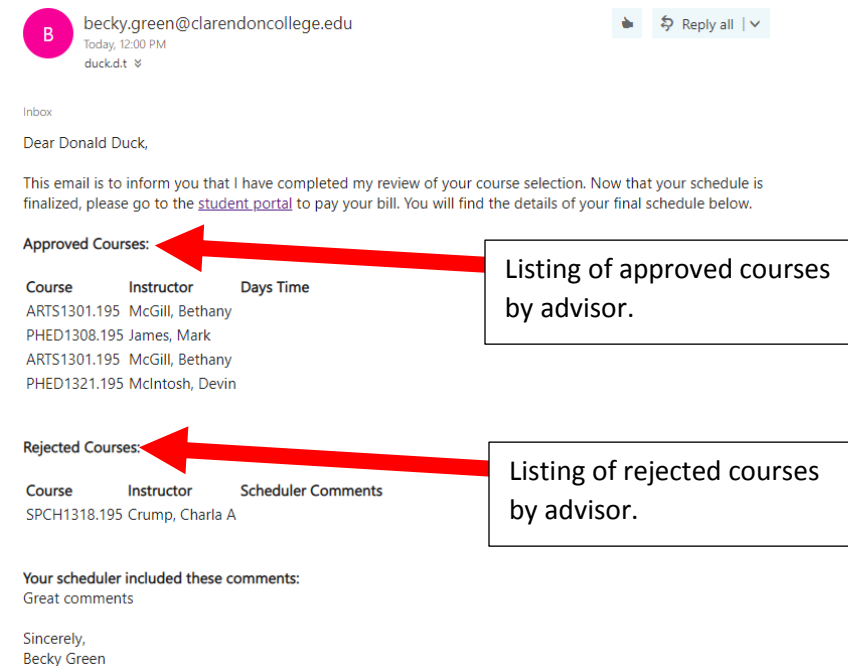 B
becky.green@clarendoncollege.edu
Today, 12:00 PM
duck.d.t
Reply all
Inbox
Dear Donald Duck,
This email is to inform you that I have completed my review of your course selection. Now that your schedule is
finalized, please go to the student portal to pay your bill. You will find the details of your final schedule below.
Approved Courses:
Listing of approved courses
by advisor.
Course Instructor Days Time
ARTS1301.195 McGill, Bethany
PHED1308.195 James, Mark
ARTS1301.195 McGill, Bethany
PHED1321.195 McIntosh, Devin
Rejected Courses:
Listing of rejected courses
by advisor.
Course Instructor Scheduler Comments
SPCH1318.195 Crump, Charla A
Your scheduler included these comments:
Great comments
Sincerely,
Becky Green